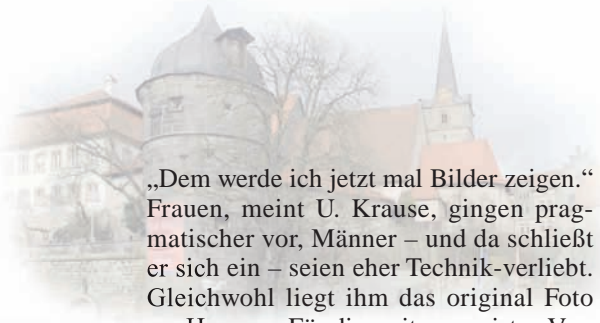 „Dem werde ich jetzt mal Bilder zeigen.“
Frauen, meint U. Krause, gingen prag-
matischer vor, Männer – und da schließt
er sich ein – seien eher Technik-verliebt.
Gleichwohl liegt ihm das original Foto